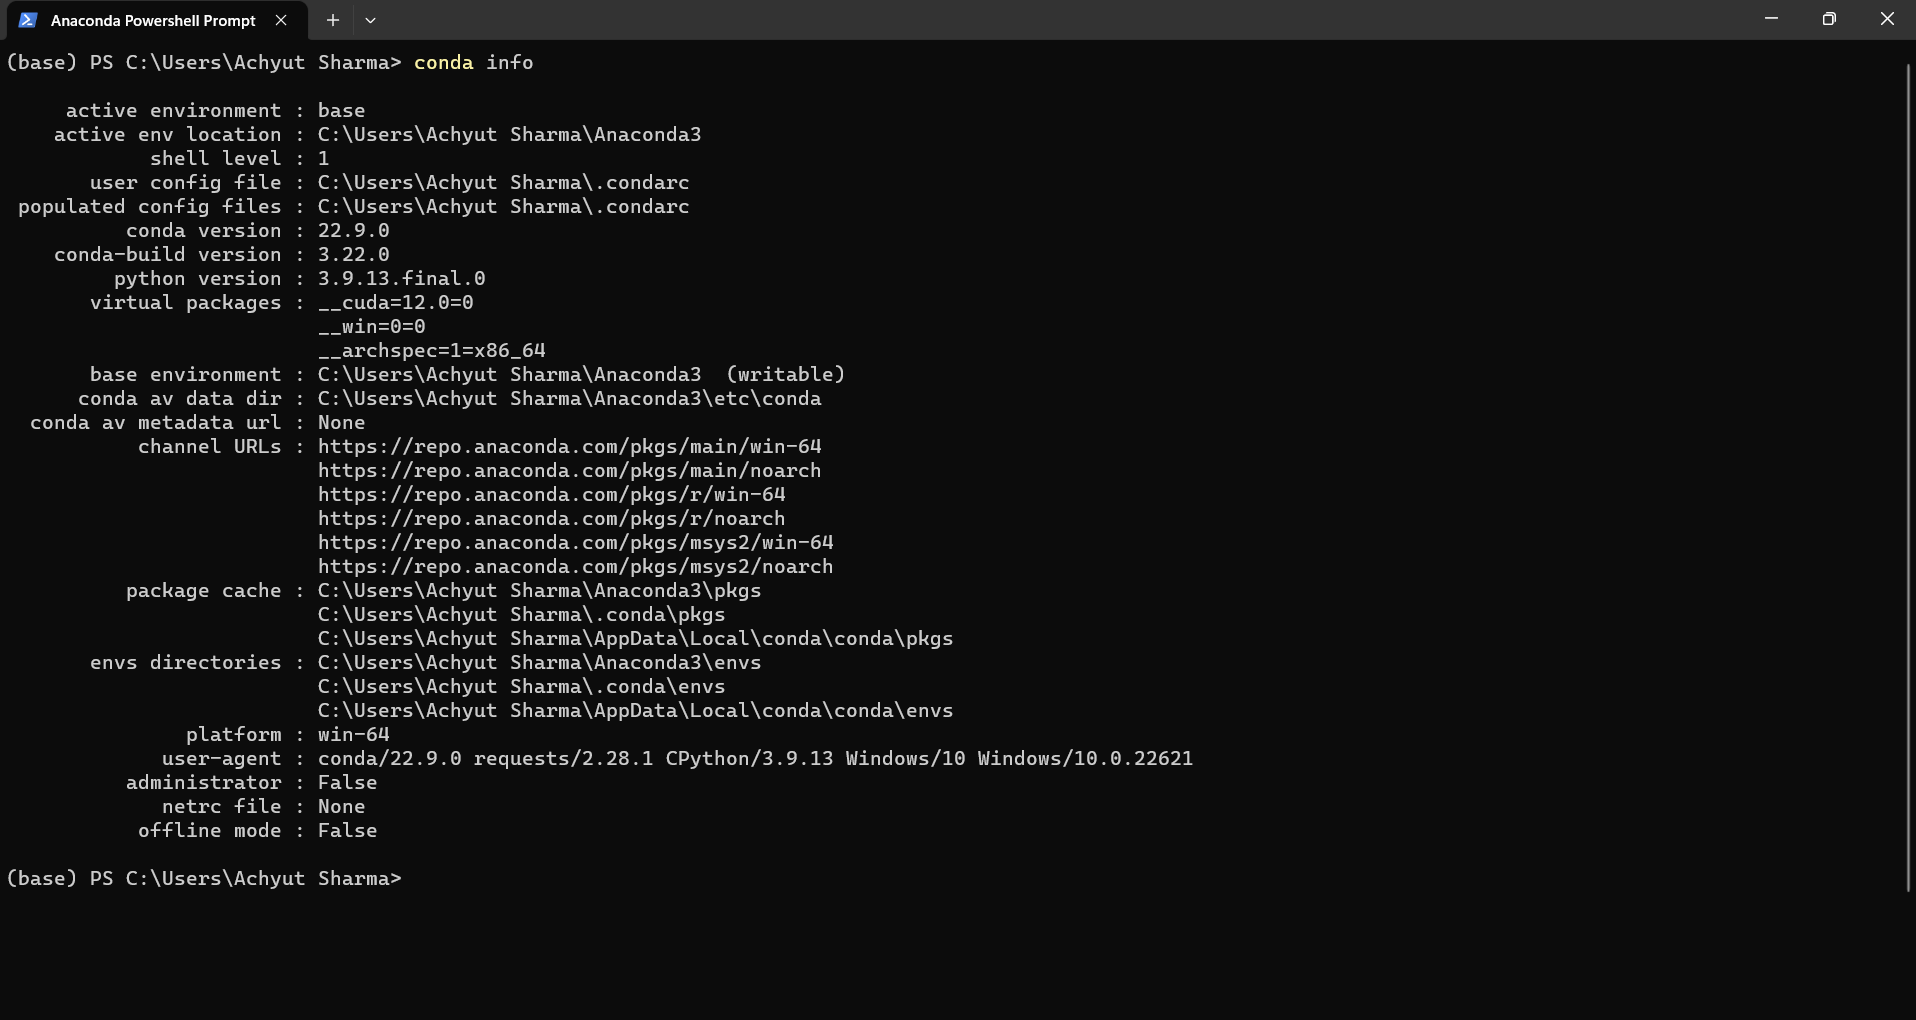 Anaconda Powershell Prompt
(base) PS C:\Users\Achyut Sharma> conda info
active environment : base
active env location : C:\Users\Achyut Sharma\Anaconda3
shell level : 1
user config file : C:\Users\Achyut Sharma\.condarc
populated config files : C:\Users\Achyut Sharma\.condarc
conda version : 22.9.0
conda-build version : 3.22.0
python version : 3.9.13.final.0
virtual packages : __cuda=12.0=0
__win=0=0
__archspec=1=x86_64
base environment : C:\Users\Achyut Sharma\Anaconda3  (writable)
conda av data dir : C:\Users\Achyut Sharma\Anaconda3\etc\conda
conda av metadata url : None
channel URLs : https://repo.anaconda.com/pkgs/main/win-64
https://repo.anaconda.com/pkgs/main/noarch
https://repo.anaconda.com/pkgs/r/win-64
https://repo.anaconda.com/pkgs/r/noarch
https://repo.anaconda.com/pkgs/msys2/win-64
https://repo.anaconda.com/pkgs/msys2/noarch
package cache : C:\Users\Achyut Sharma\Anaconda3\pkgs
C:\Users\Achyut Sharma\.conda\pkgs
C:\Users\Achyut Sharma\AppData\Local\conda\conda\pkgs
envs directories : C:\Users\Achyut Sharma\Anaconda3\envs
C:\Users\Achyut Sharma\.conda\envs
C:\Users\Achyut Sharma\AppData\Local\conda\conda\envs
platform : win-64
user-agent : conda/22.9.0 requests/2.28.1 CPython/3.9.13 Windows/10 Windows/10.0.22621
administrator : False
netrc file : None
offline mode : False
(base) PS C:\Users\Achyut Sharma>